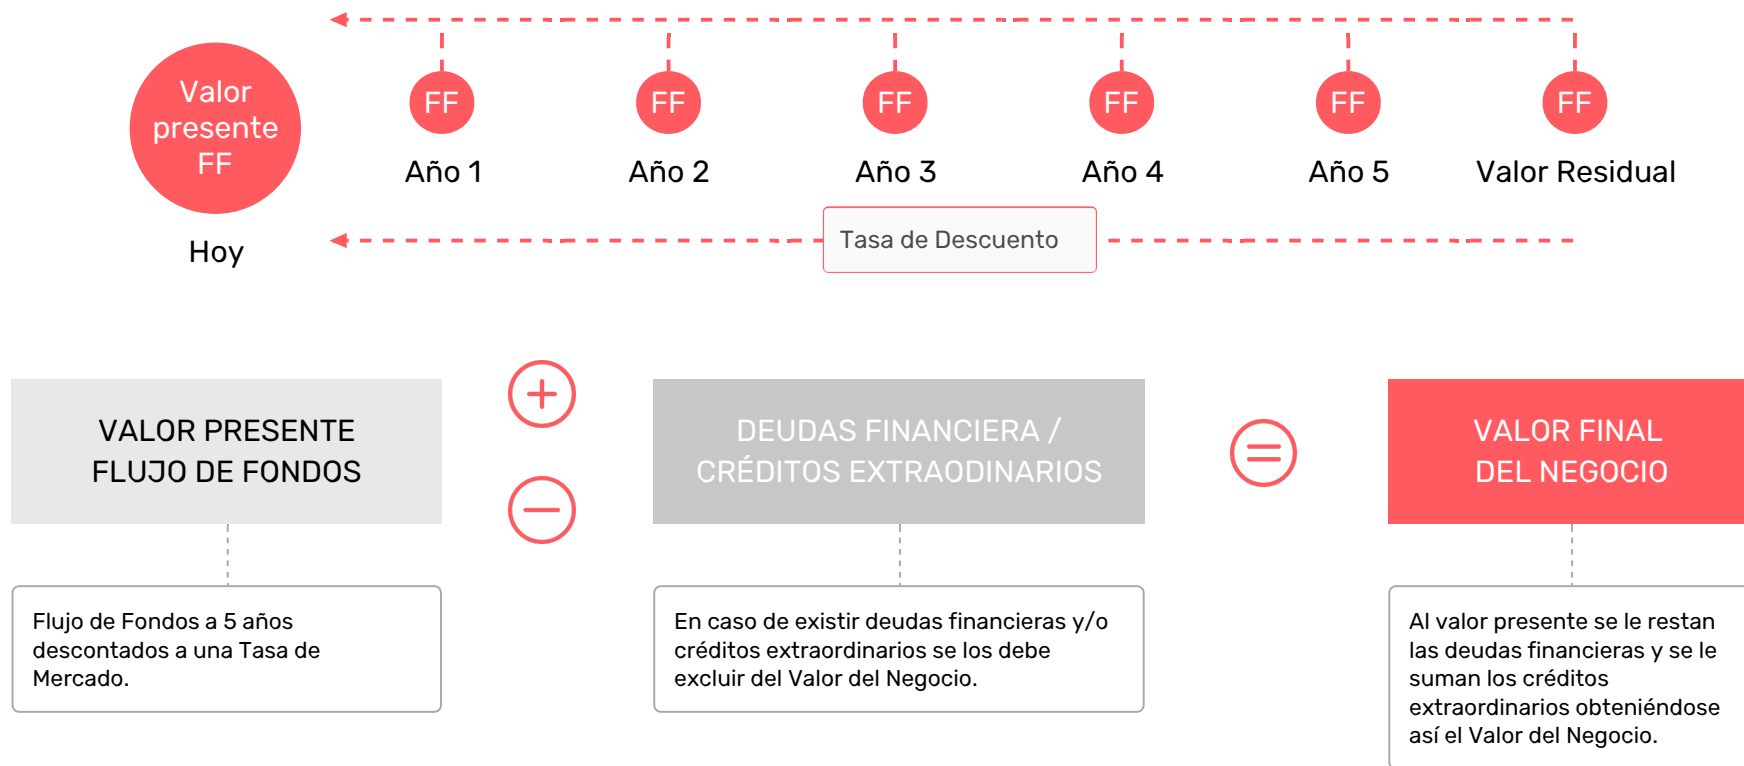 Valor
presente
FF
FF
FF
FF
FF
FF
FF
Año 1
Año 2
Año 3
Año 4
Año 5
Valor Residual
Hoy
Tasa de Descuento
VALOR PRESENTE
FLUJO DE FONDOS
DEUDAS FINANCIERA /
CRÉDITOS EXTRAODINARIOS
VALOR FINAL
DEL NEGOCIO
Flujo de Fondos a 5 años
descontados a una Tasa de
Mercado.
En caso de existir deudas financieras y/o
créditos extraordinarios se los debe
excluir del Valor del Negocio.
Al valor presente se le restan
las deudas financieras y se le
suman los créditos
extraordinarios obteniéndose
así el Valor del Negocio.